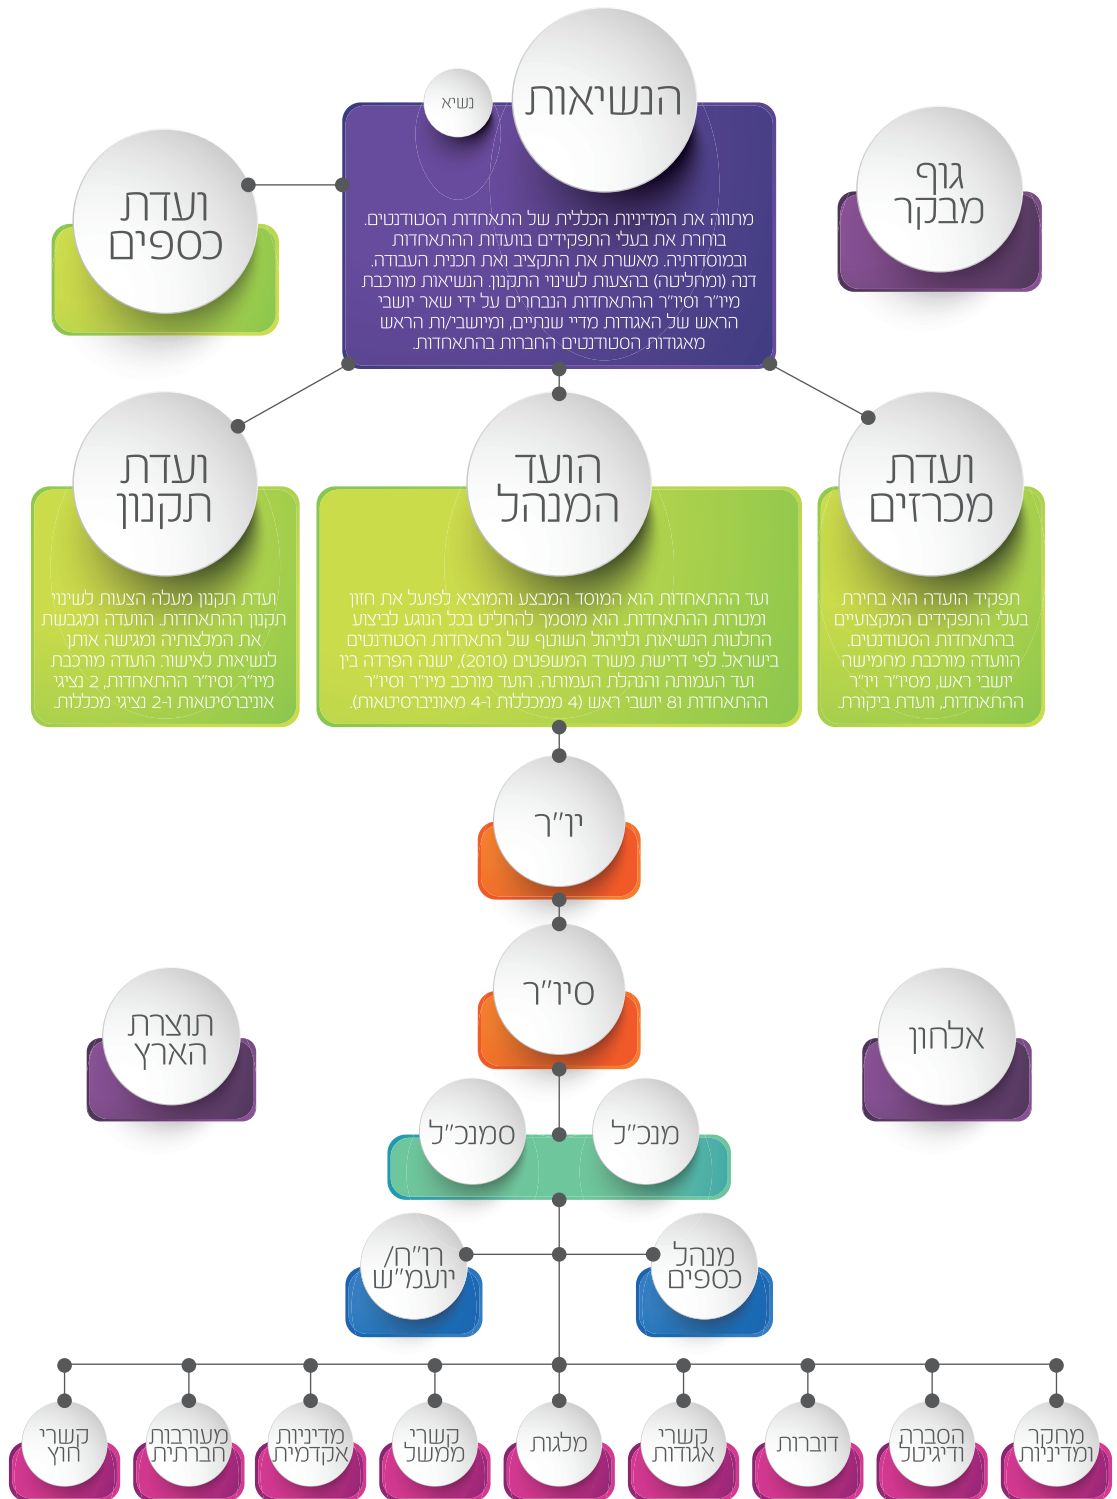 הנשיאות
נשיא
מתווה את המדיניות הכללית של התאחדות הסטודנטים.
בוחרת את בעלי התפקידים בוועדות ההתאחדות
ובמוסדותיה. מאשרת את התקציב ואת תכנית העבודה.
דנה (ומחליטה) בהצעות לשינוי התקנון. הנשיאות מורכבת
מיו"ר וסיו"ר ההתאחדות הנבחרים על ידי שאר יושבי
הראש של האגודות מדיי שנתיים, ומיושבי/ות הראש
מאגודות הסטודנטים החברות בהתאחדות.
גוף
מבקר
ועדת
כספים
ועדת
מכרזים
תפקיד הועדה הוא בחירת
בעלי התפקידים המקצועיים
בהתאחדות הסטודנטים.
הוועדה מורכבת מחמישה
יושבי ראש, מסיו"ר ויו"ר
ההתאחדות, וועדת ביקורת.
הועד
המנהל
ועד ההתאחדות הוא המוסד המבצע והמוציא לפועל את חזון
ומטרות ההתאחדות. הוא מוסמך להחליט בכל הנוגע לביצוע
החלטות הנשיאות ולניהול השוטף של התאחדות הסטודנטים
בישראל. לפי דרישת משרד המשפטים (2010), ישנה הפרדה בין
ועד העמותה והנהלת העמותה. הועד מורכב מיו"ר וסיו"ר
ההתאחדות ו8 יושבי ראש (4 ממכללות ו-4 מאוניברסיטאות).
ועדת
תקנון
ועדת תקנון מעלה הצעות לשינוי
תקנון ההתאחדות. הוועדה ומגבשת
את המלצותיה ומגישה אותן
לנשיאות לאישור. הועדה מורכבת
מיו"ר וסיו"ר ההתאחדות, 2 נציגי
אוניברסיטאות ו-2 נציגי מכללות.
יו"ר
סיו"ר
אלחון
תוצרת
הארץ
מנכ"ל
סמנכ"ל
מנהל
כספים
רו"ח/
יועמ"ש
מחקר
ומדיניות
הסברה
ודיגיטל
דוברות
קשרי
אגודות
מלגות
קשרי
ממשל
מדיניות
אקדמית
מעורבות
חברתית
קשרי
חוץ